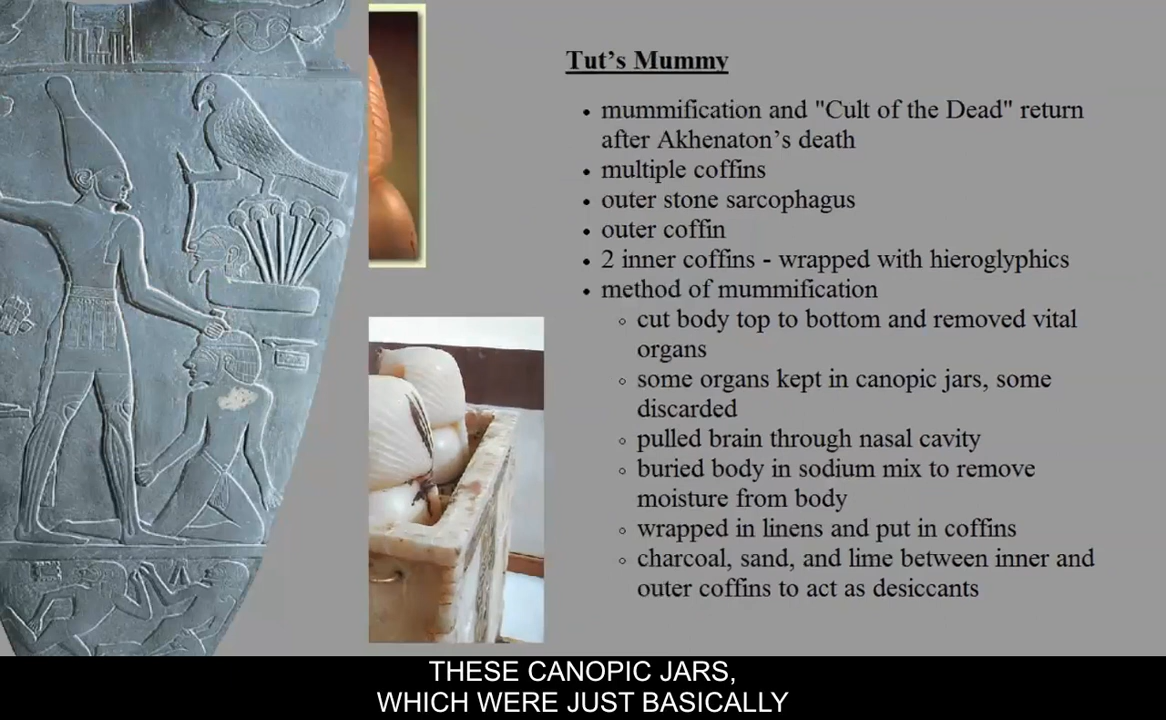 Tut’s Mummy
• mummification and "Cult of the Dead" return
after Akhenaton’s death
• multiple coffins
• outer stone sarcophagus
• outer coffin
• 2 inner coffins - wrapped with hieroglyphics
• method of mummification
◦ cut body top to bottom and removed vital
organs
◦ some organs kept in canopic jars, some
discarded
◦ pulled brain through nasal cavity
◦ buried body in sodium mix to remove
moisture from body
◦ wrapped in linens and put in coffins
◦ charcoal, sand, and lime between inner and
outer coffins to act as desiccants
THESE CANOPIC JARS,
WHICH WERE JUST BASICALLY